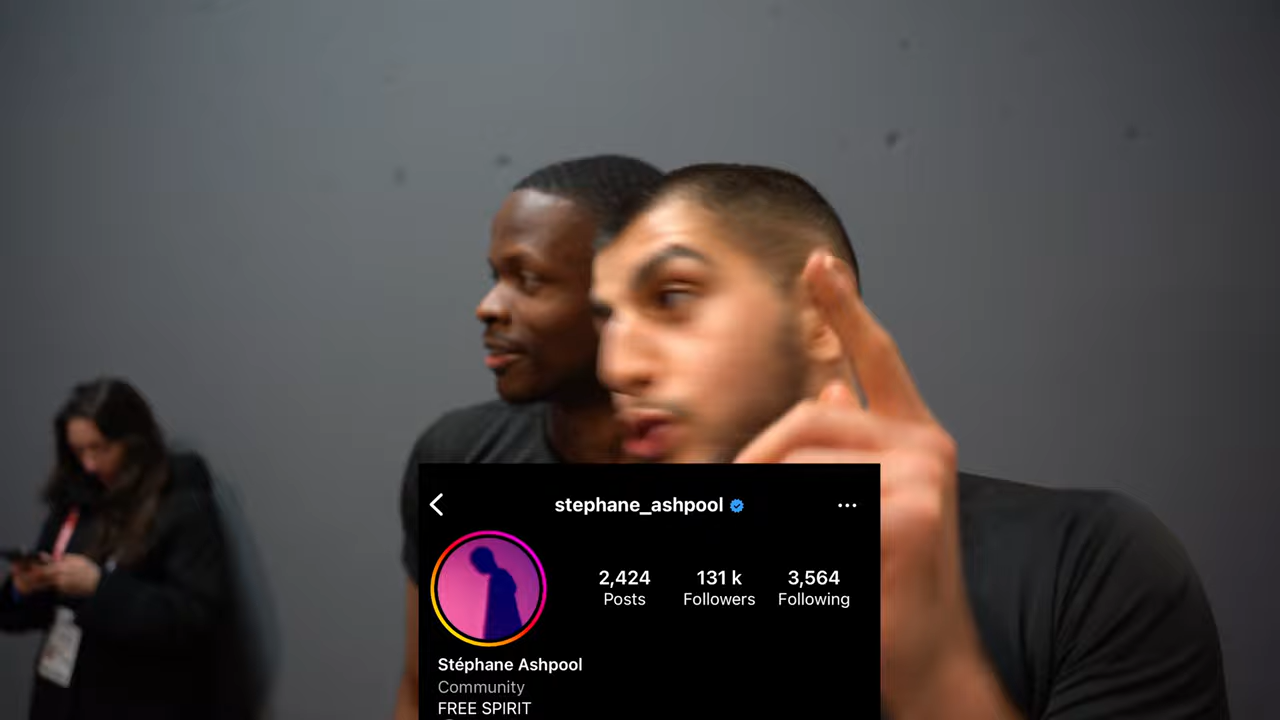 stephane_ashpool
2,424 131 k 3,564
Posts Followers Following
Stéphane Ashpool
Community
FREE SPIRIT